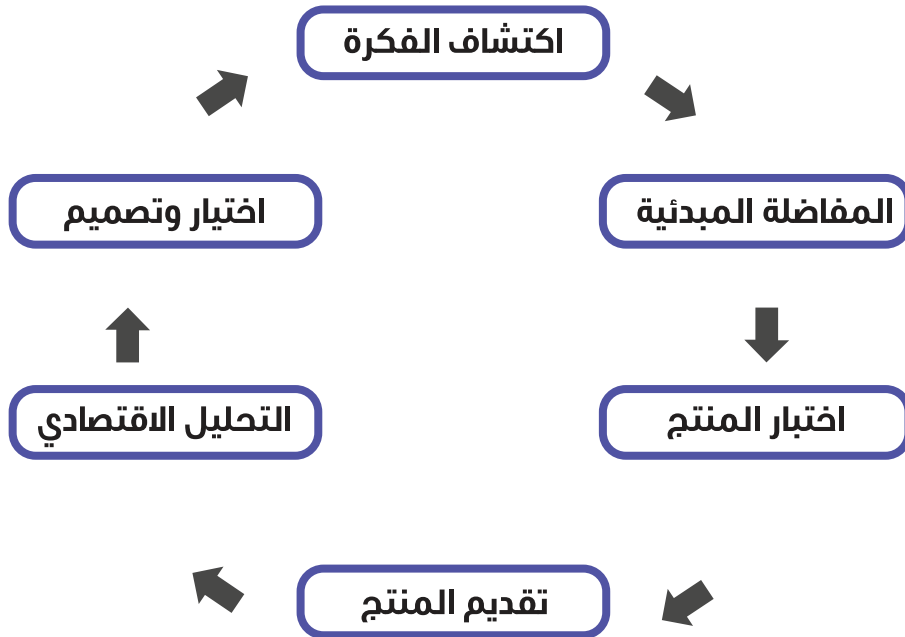 اكتشاف الفكرة
المفاضلة المبدئية
اختبار المنتج
تقديم المنتج
التحليل الاقتصادي
اختيار وتصميم